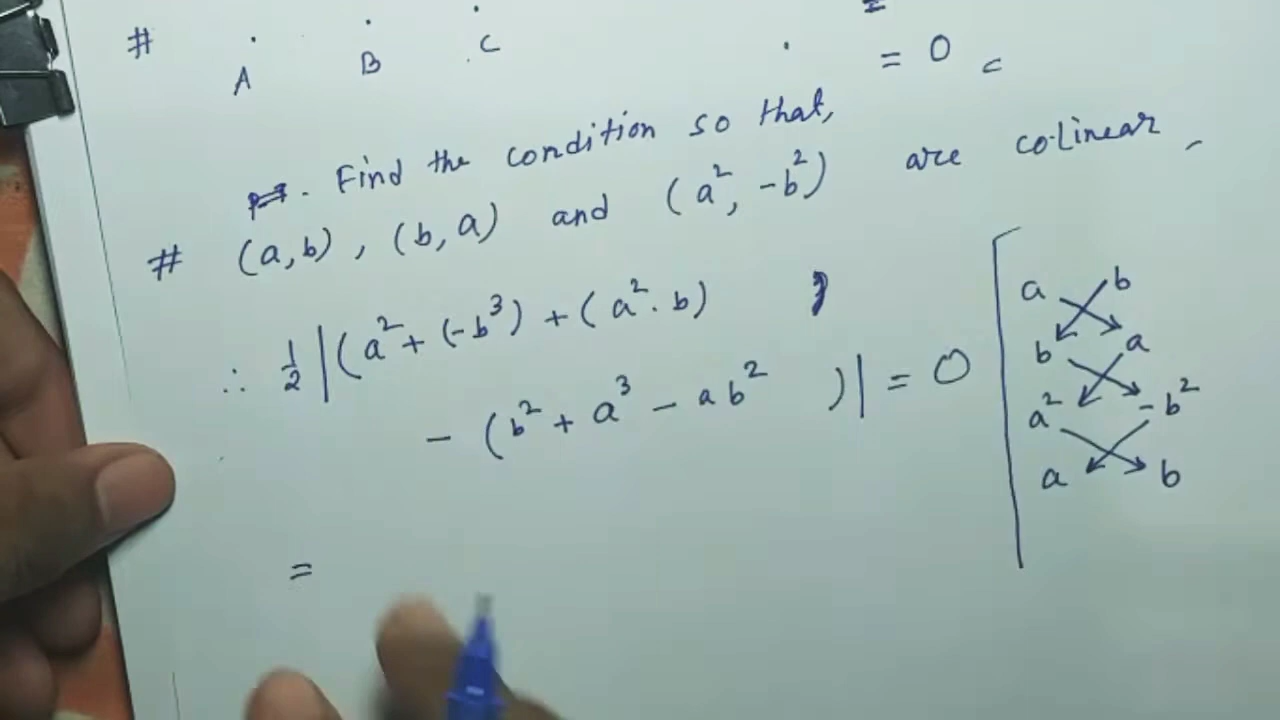 #
A B C
= 0
Find the condition so that,
# (a,b), (b,a) and (a², -b²) are co-linear,
∴ 1/2 |(a² + (-b³) + (a².b)
- (b² + a³ - ab² )| = 0
=
a b
b a
a² -b²
a b